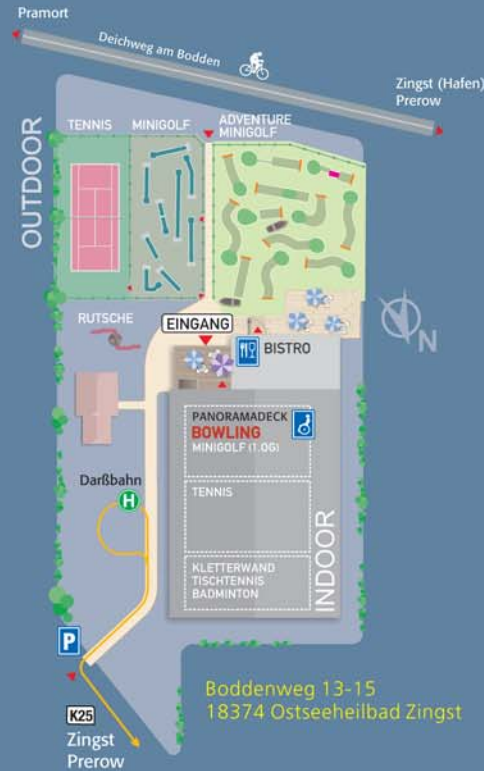 Pramort
Deichweg am Bodden
Zingst (Hafen)
Prerow
OUTDOOR
TENNIS
MINIGOLF
ADVENTURE
MINIGOLF
RUTSCHE
EINGANG
BISTRO
N
PANORAMADECK
BOWLING
MINIGOLF (1.OG)
Darßbahn
H
TENNIS
KLETTERWAND
TISCHTENNIS
BADMINTON
INDOOR
P
K25
Zingst
Prerow
Boddenweg 13-15
18374 Ostseeheilbad Zingst